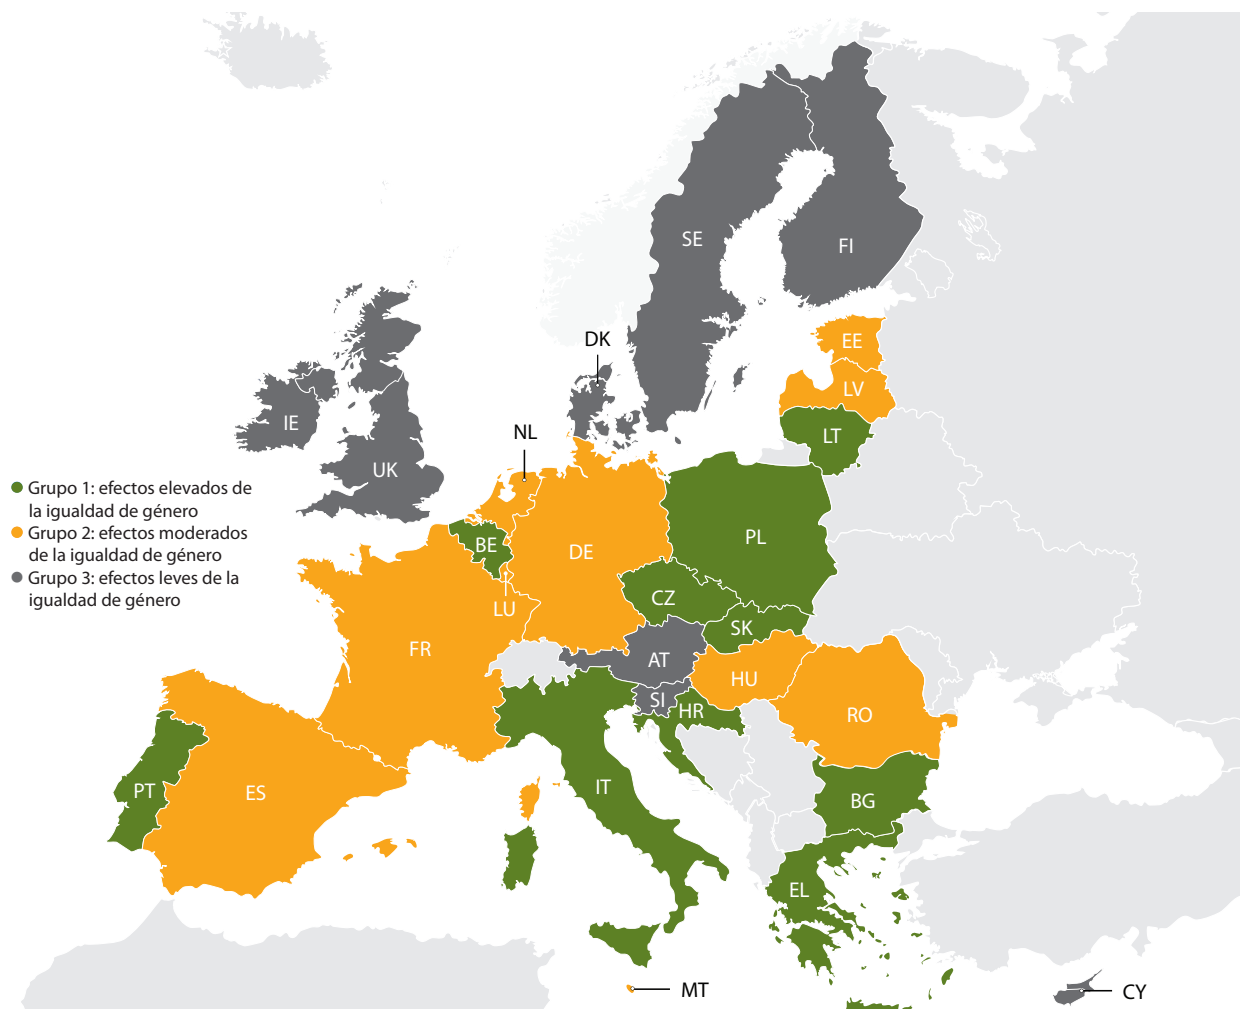 SE
FI
DK
EE
LV
LT
IE
UK
NL
Grupo 1: efectos elevados de
la igualdad de género
Grupo 2: efectos moderados
de la igualdad de género
Grupo 3: efectos leves de la
igualdad de género
BE
DE
PL
LU
CZ
SK
FR
AT
HU
SI
HR
RO
PT
ES
IT
BG
EL
MT
CY